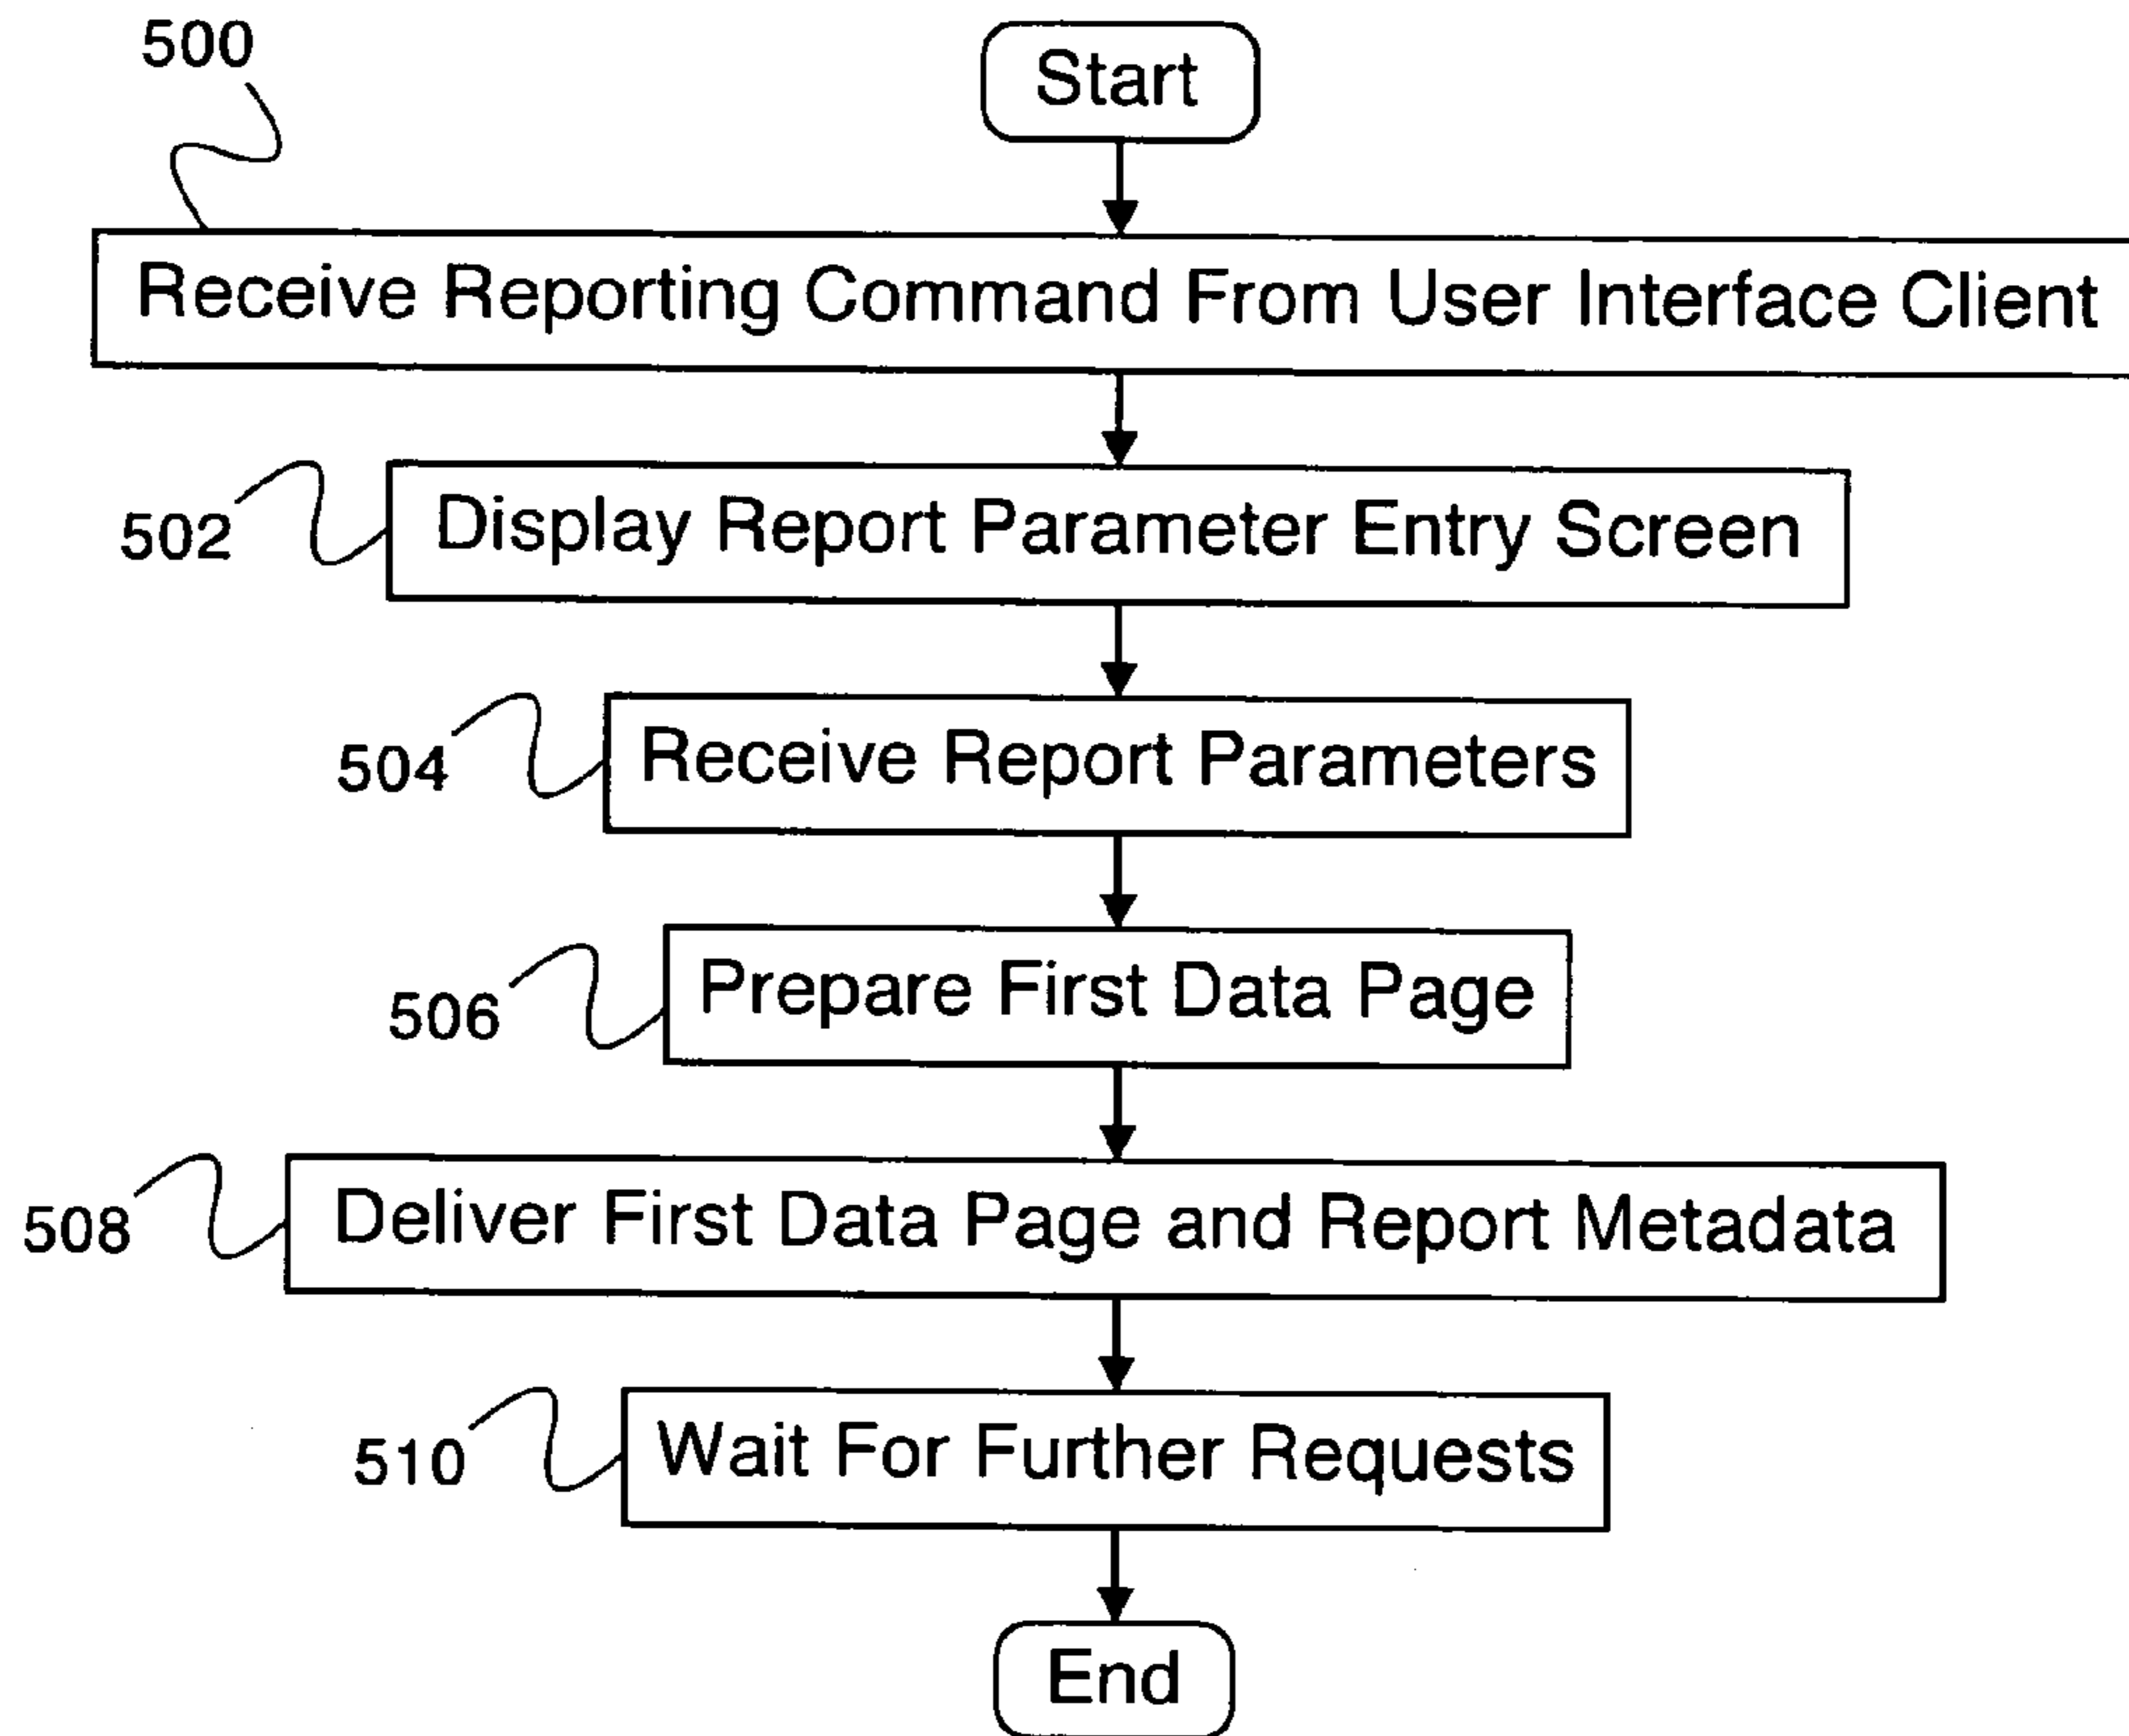 500
Start
Receive Reporting Command From User Interface Client
502
Display Report Parameter Entry Screen
504
Receive Report Parameters
506
Prepare First Data Page
508
Deliver First Data Page and Report Metadata
510
Wait For Further Requests
End